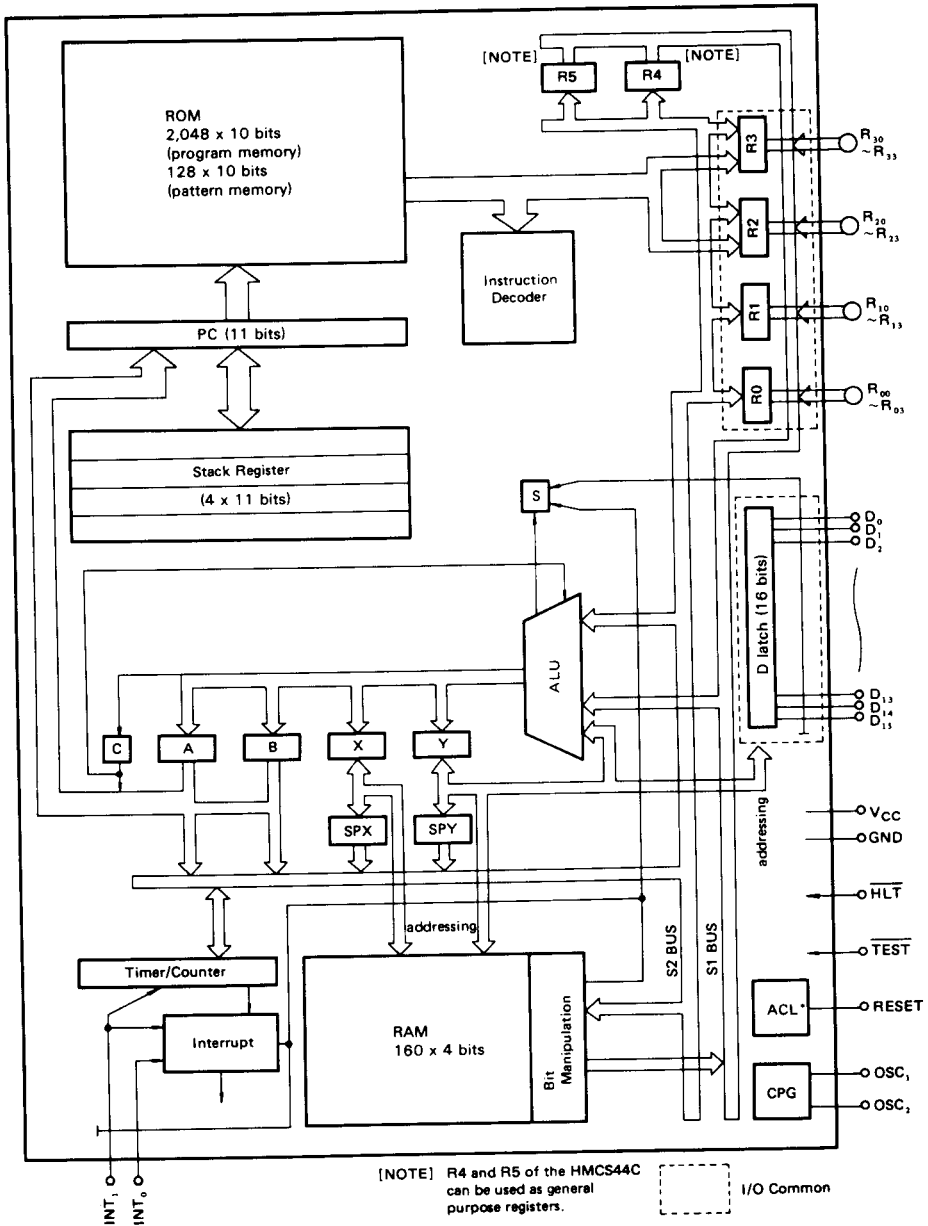 [NOTE]
[NOTE]
R5
R4
ROM
2,048 x 10 bits
(program memory)
128 x 10 bits
(pattern memory)
R3
R₃₀
~R₃₃
R2
R₂₀
~R₂₃
Instruction
Decoder
R1
R₁₀
~R₁₃
PC (11 bits)
R0
R₀₀
~R₀₃
Stack Register
(4 x 11 bits)
S
D₀
D₁
D₂
D latch (16 bits)
ALU
D₁₃
D₁₄
D₁₅
C
A
B
X
Y
SPX
SPY
addressing
VCC
GND
H̅L̅T̅
addressing
S2 BUS
S1 BUS
T̅E̅S̅T̅
Timer/Counter
ACL
RESET
Interrupt
RAM
160 x 4 bits
Bit
Manipulation
CPG
OSC₁
OSC₂
INT₁
INT₀
[NOTE] R4 and R5 of the HMCS44C
can be used as general
purpose registers.
I/O Common